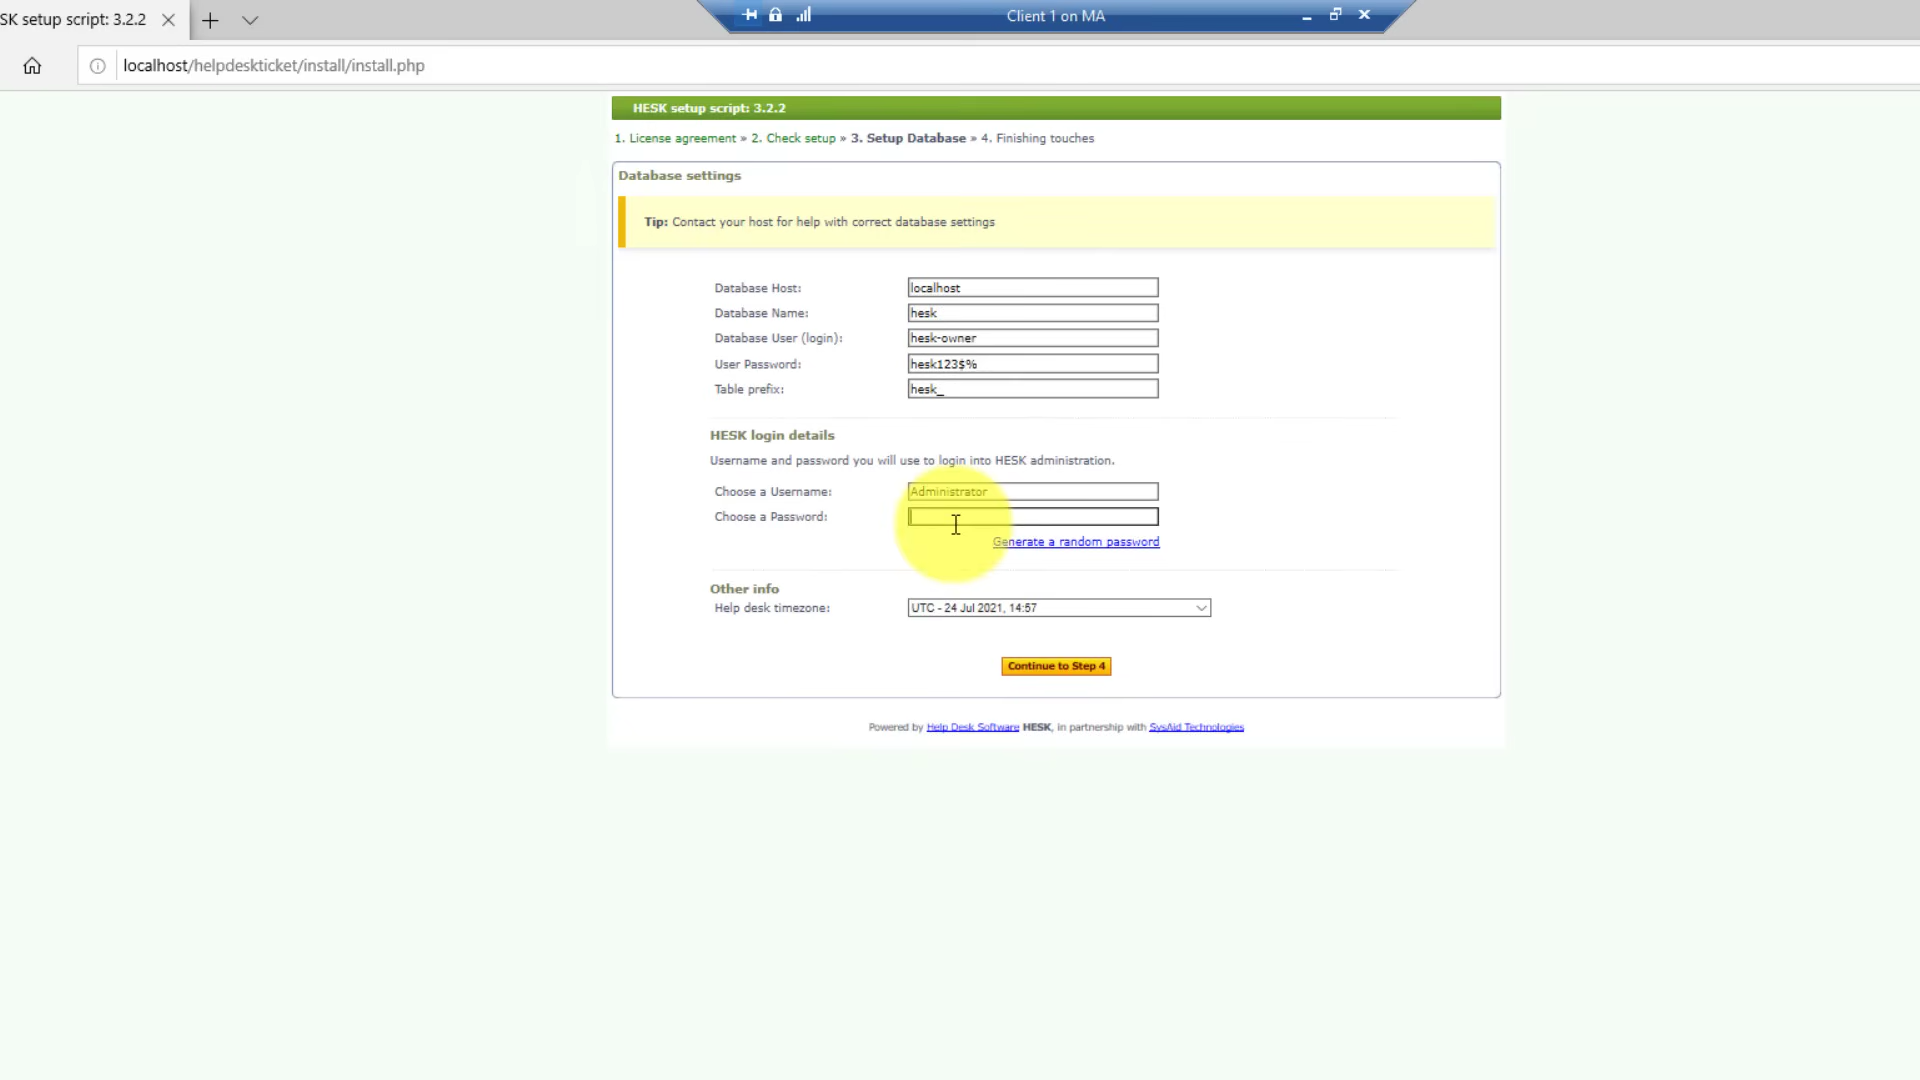 SK setup script: 3.2.2
Client 1 on MA
localhost/helpdeskticket/install/install.php
HESK setup script: 3.2.2
1. License agreement » 2. Check setup » 3. Setup Database » 4. Finishing touches
Database settings
Tip: Contact your host for help with correct database settings
Database Host: localhost
Database Name: hesk
Database User (login): hesk-owner
User Password: hesk123$%
Table prefix: hesk_
HESK login details
Username and password you will use to login into HESK administration.
Choose a Username: Administrator
Choose a Password:
Generate a random password
Other info
Help desk timezone: UTC - 24 Jul 2021, 14:57
Continue to Step 4
Powered by Help Desk Software HESK, in partnership with SysAid Technologies